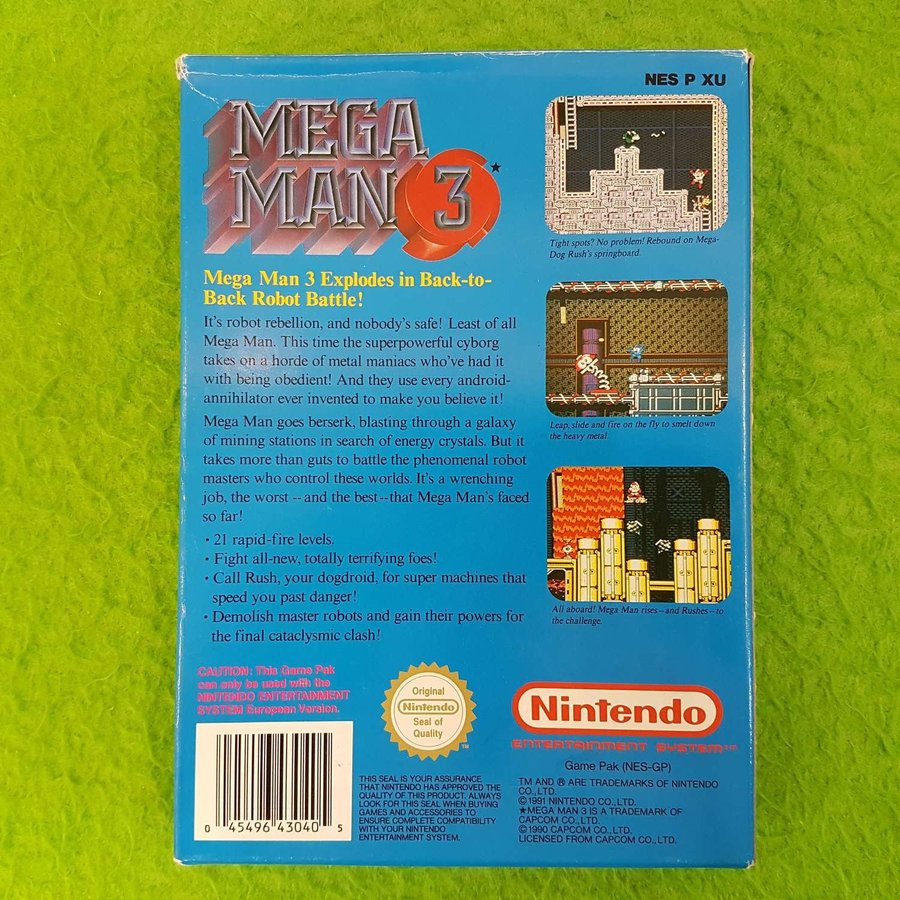 NES P XU
MEGA
MAN 3★
Mega Man 3 Explodes in Back-to-
Back Robot Battle!
It's robot rebellion, and nobody's safe! Least of all
Mega Man. This time the superpowerful cyborg
takes on a horde of metal maniacs who've had it
with being obedient! And they use every android-
annihilator ever invented to make you believe it!
Mega Man goes berserk, blasting through a galaxy
of mining stations in search of energy crystals. But it
takes more than guts to battle the phenomenal robot
masters who control these worlds. It's a wrenching
job, the worst -- and the best -- that Mega Man's faced
so far!
• 21 rapid-fire levels.
• Fight all-new, totally terrifying foes!
• Call Rush, your dogdroid, for super machines that
speed you past danger!
• Demolish master robots and gain their powers for
the final cataclysmic clash!
Tight spots? No problem! Rebound on Mega-
Dog Rush's springboard.
Leap, slide and fire on the fly to smelt down
the heavy metal.
All aboard! Mega Man rises -- and Rushes -- to
the challenge.
CAUTION: This Game Pak
can only be used with the
NINTENDO ENTERTAINMENT
SYSTEM European Version.
0 45496 43040 5
Original
Nintendo
Seal of
Quality
TM
THIS SEAL IS YOUR ASSURANCE
THAT NINTENDO HAS APPROVED THE
QUALITY OF THIS PRODUCT. ALWAYS
LOOK FOR THIS SEAL WHEN BUYING
GAMES AND ACCESSORIES TO
ENSURE COMPLETE COMPATIBILITY
WITH YOUR NINTENDO
ENTERTAINMENT SYSTEM.
Nintendo
ENTERTAINMENT SYSTEM™
Game Pak (NES-GP)
TM AND ® ARE TRADEMARKS OF NINTENDO
CO., LTD.
©1991 NINTENDO CO., LTD.
★MEGA MAN 3 IS A TRADEMARK OF
CAPCOM CO., LTD.
©1990 CAPCOM CO., LTD.
LICENSED FROM CAPCOM CO., LTD.